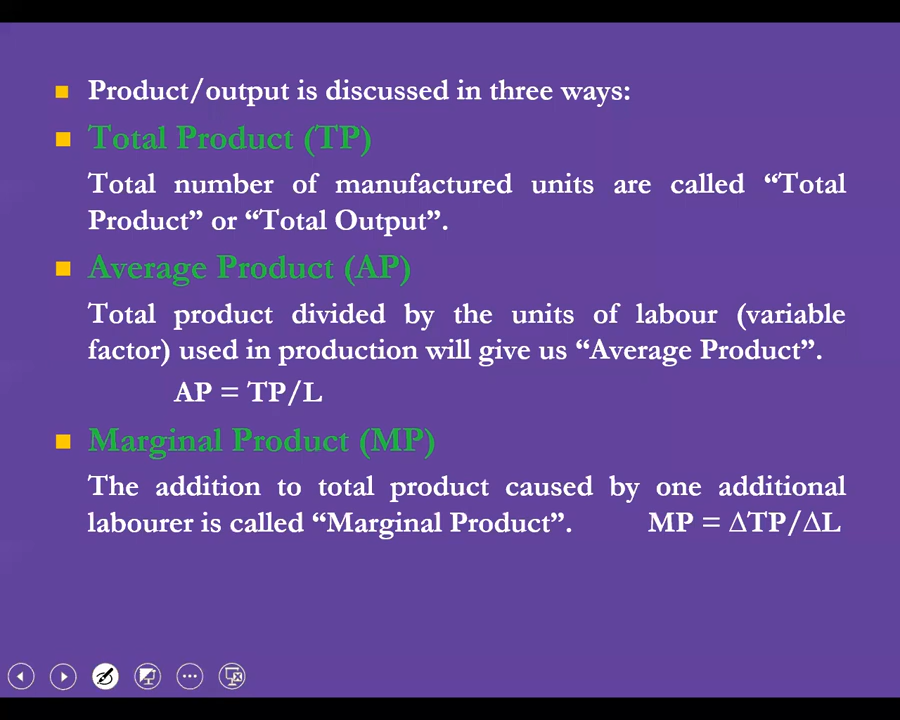 Product/output is discussed in three ways:
Total Product (TP)
Total number of manufactured units are called “Total
Product” or “Total Output”.
Average Product (AP)
Total product divided by the units of labour (variable
factor) used in production will give us “Average Product”.
AP = TP/L
Marginal Product (MP)
The addition to total product caused by one additional
labourer is called “Marginal Product”. MP = ∆TP/∆L